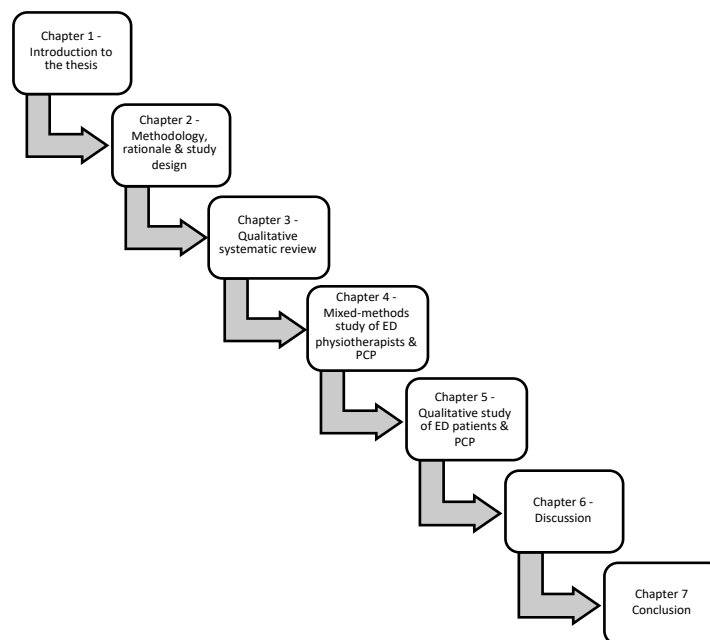 Chapter 1 -
Introduction to
the thesis
Chapter 2 -
Methodology,
rationale & study
design
Chapter 3 -
Qualitative
systematic review
Chapter 4 -
Mixed-methods
study of ED
physiotherapists &
PCP
Chapter 5 -
Qualitative study
of ED patients &
PCP
Chapter 6 -
Discussion
Chapter 7
Conclusion